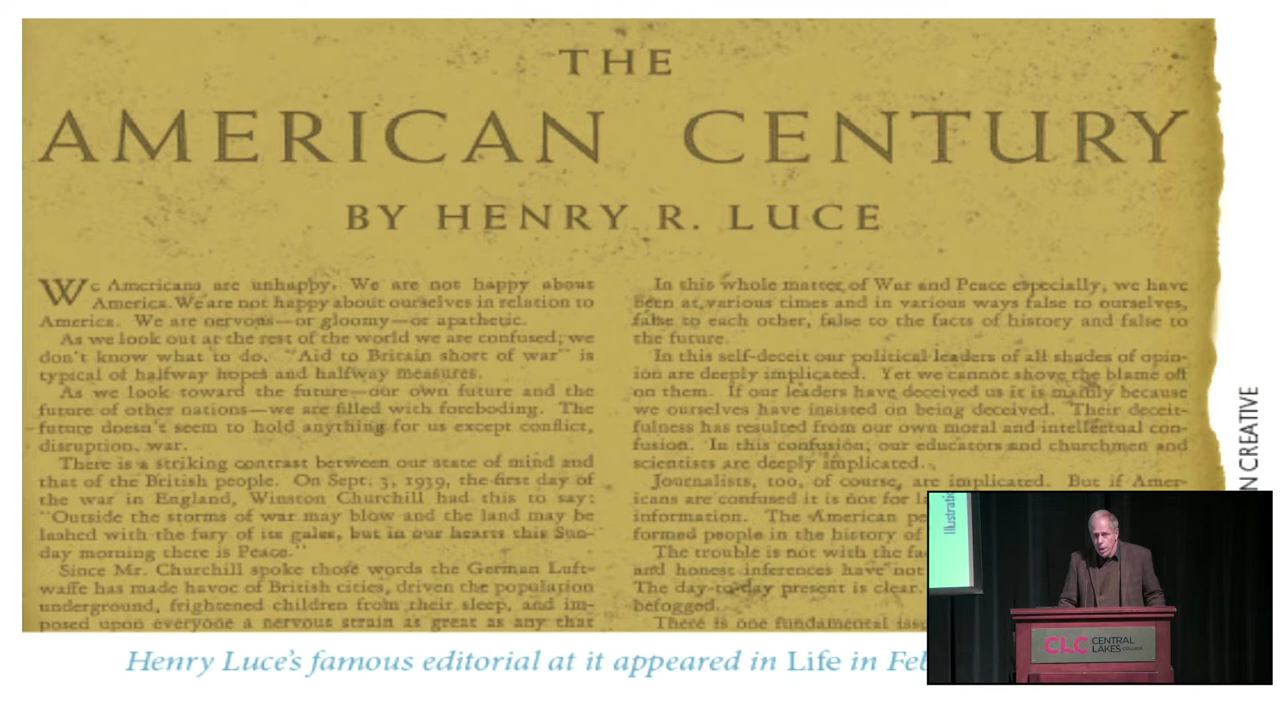 THE
AMERICAN CENTURY
BY HENRY R. LUCE
We Americans are unhappy. We are not happy about
America. We are not happy about ourselves in relation to
America. We are nervous—or gloomy—or apathetic.
As we look out at the rest of the world we are confused; we
don't know what to do. "Aid to Britain short of war" is
typical of halfway hopes and halfway measures.
As we look toward the future—our own future and the
future of other nations—we are filled with foreboding. The
future doesn't seem to hold anything for us except conflict,
disruption, war.
There is a striking contrast between our state of mind and
that of the British people. On Sept. 3, 1939, the first day of
the war in England, Winston Churchill had this to say:
"Outside the storms of war may blow and the land may be
lashed with the fury of its gales, but in our hearts this Sun-
day morning there is Peace."
Since Mr. Churchill spoke those words the German Luft-
waffe has made havoc of British cities, driven the population
underground, frightened children from their sleep, and im-
posed upon everyone a nervous strain as great as any that
In this whole matter of War and Peace especially, we have
been at various times and in various ways false to ourselves,
false to each other, false to the facts of history and false to
the future.
In this self-deceit our political leaders of all shades of opin-
ion are deeply implicated. Yet we cannot shove the blame off
on them. If our leaders have deceived us it is mainly because
we ourselves have insisted on being deceived. Their deceit-
fulness has resulted from our own moral and intellectual con-
fusion. In this confusion, our educators and churchmen and
scientists are deeply implicated.
Journalists, too, of course, are implicated. But if Amer-
icans are confused it is not for
information. The American
formed people in the history of
The trouble is not with the
and honest inferences have not
The day-to-day present is clear.
befogged.
There is one fundamental
Henry Luce's famous editorial at it appeared in Life in
N CREATIVE
CLC CENTRAL
LAKES COLLEGE